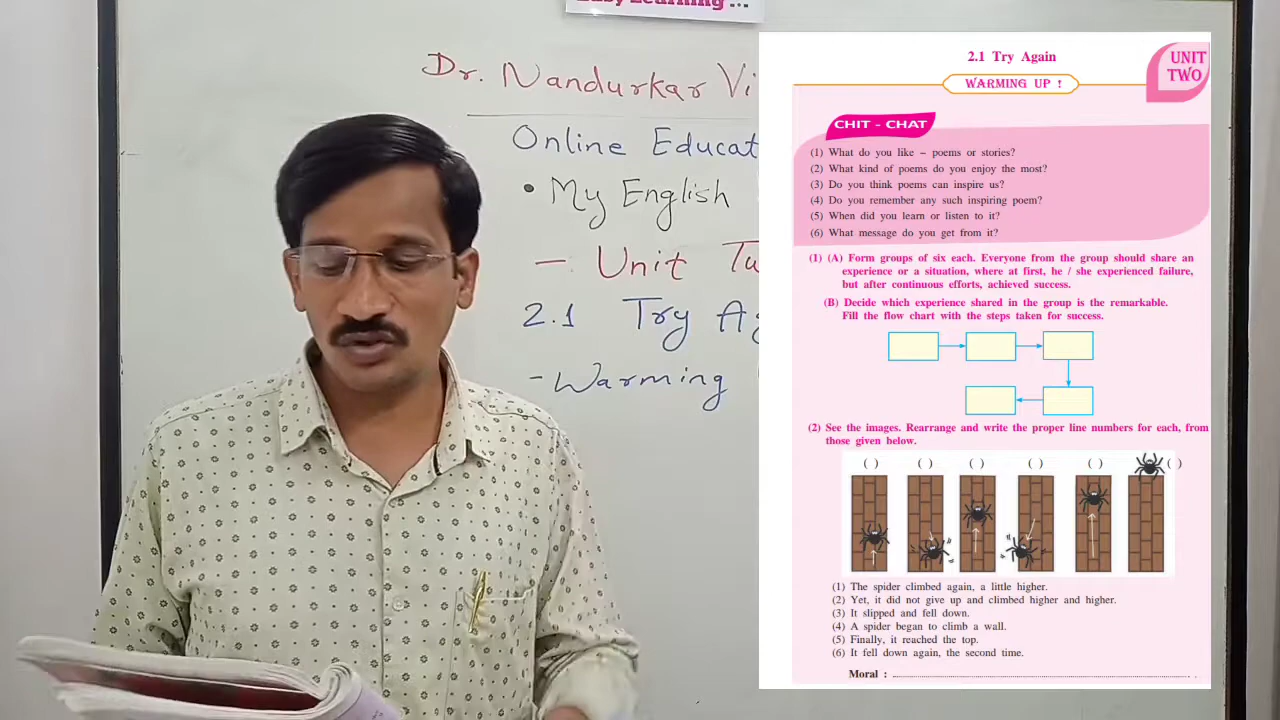 Easy Learning ...
Dr. Nandurkar Vi
Online Educat
• My English
– Unit Tw
2.1 Try Ag
- Warming
2.1 Try Again
UNIT
TWO
WARMING UP !
CHIT - CHAT
(1) What do you like – poems or stories?
(2) What kind of poems do you enjoy the most?
(3) Do you think poems can inspire us?
(4) Do you remember any such inspiring poem?
(5) When did you learn or listen to it?
(6) What message do you get from it?
(1) (A) Form groups of six each. Everyone from the group should share an
experience or a situation, where at first, he / she experienced failure,
but after continuous efforts, achieved success.
(B) Decide which experience shared in the group is the remarkable.
Fill the flow chart with the steps taken for success.
(2) See the images. Rearrange and write the proper line numbers for each, from
those given below.
( ) ( ) ( ) ( ) ( ) ( )
(1) The spider climbed again, a little higher.
(2) Yet, it did not give up and climbed higher and higher.
(3) It slipped and fell down.
(4) A spider began to climb a wall.
(5) Finally, it reached the top.
(6) It fell down again, the second time.
Moral : ..........................................................................................